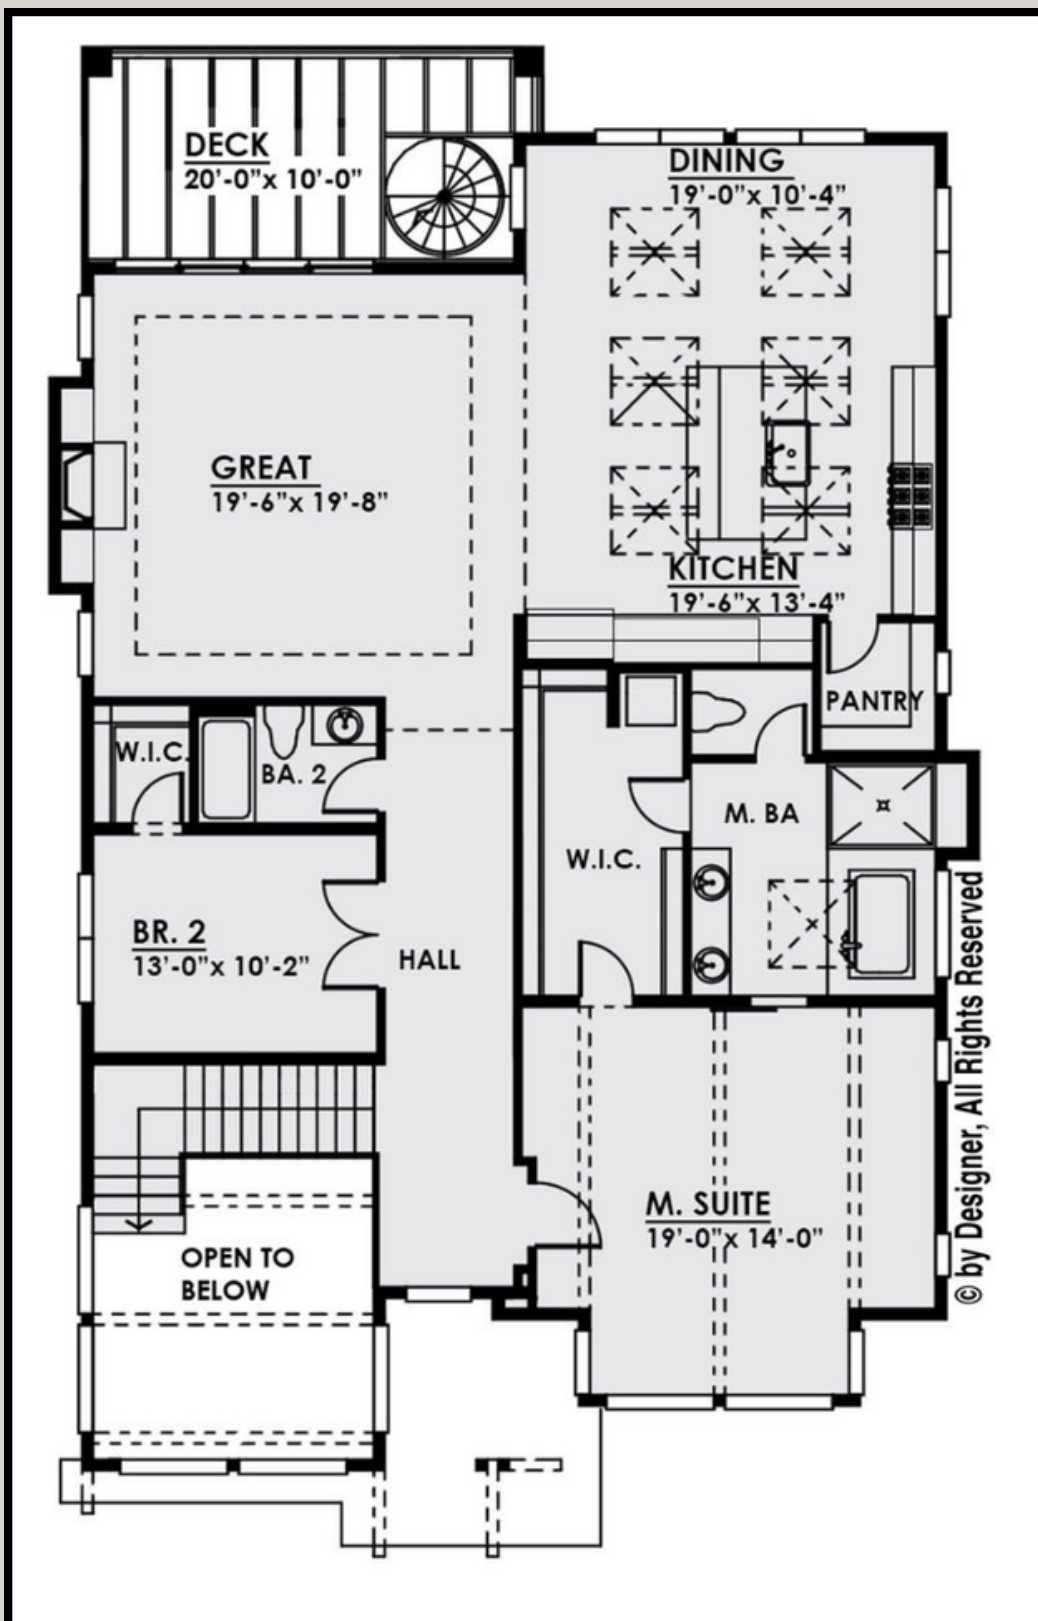 DECK
20'-0"x 10'-0"
DINING
19'-0"x 10'-4"
GREAT
19'-6"x 19'-8"
KITCHEN
19'-6"x 13'-4"
PANTRY
W.I.C.
BA. 2
M. BA
W.I.C.
BR. 2
13'-0"x 10'-2"
HALL
M. SUITE
19'-0"x 14'-0"
OPEN TO
BELOW
© by Designer, All Rights Reserved